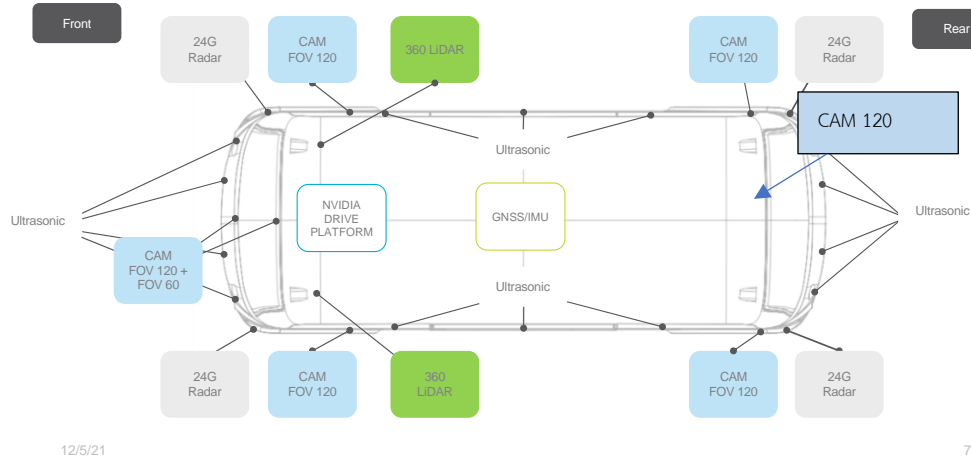 Front
24G
Radar
CAM
FOV 120
360 LiDAR
CAM
FOV 120
24G
Radar
Rear
CAM 120
Ultrasonic
NVIDIA
DRIVE
PLATFORM
GNSS/IMU
Ultrasonic
Ultrasonic
CAM
FOV 120 +
FOV 60
Ultrasonic
24G
Radar
CAM
FOV 120
360
LiDAR
CAM
FOV 120
24G
Radar
12/5/21
7